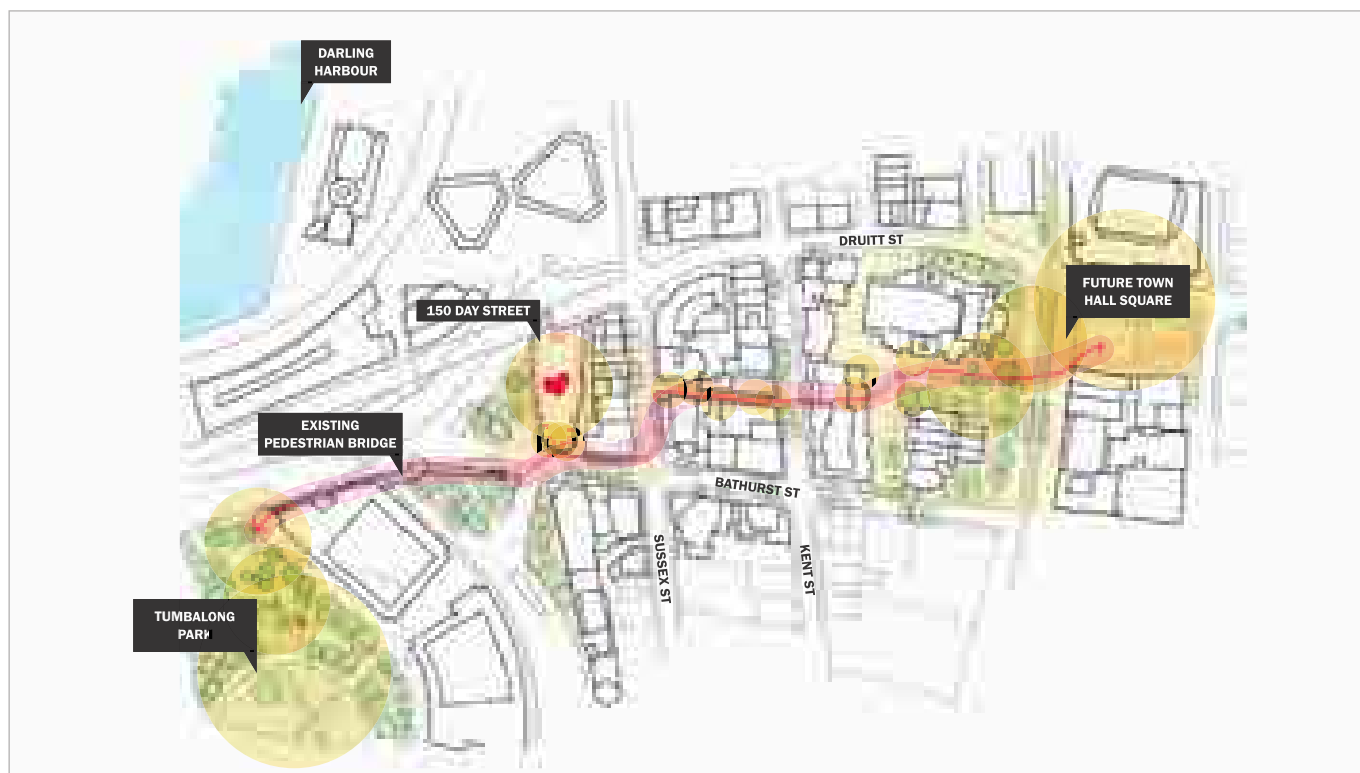 DARLING
HARBOUR
DRUITT ST
FUTURE TOWN
HALL SQUARE
150 DAY STREET
EXISTING
PEDESTRIAN BRIDGE
BATHURST ST
SUSSEX ST
KENT ST
TUMBALONG
PARK